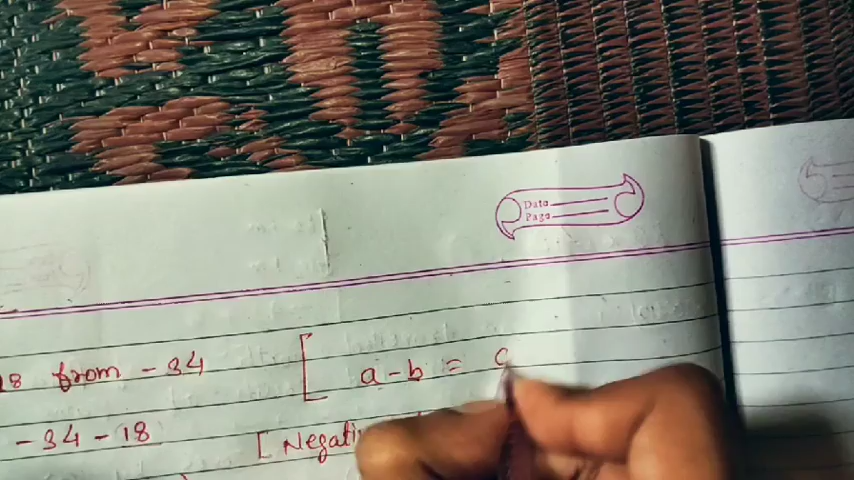 Date
Page
18 from - 34 [ a - b =
- 34 - 18 [ Negati